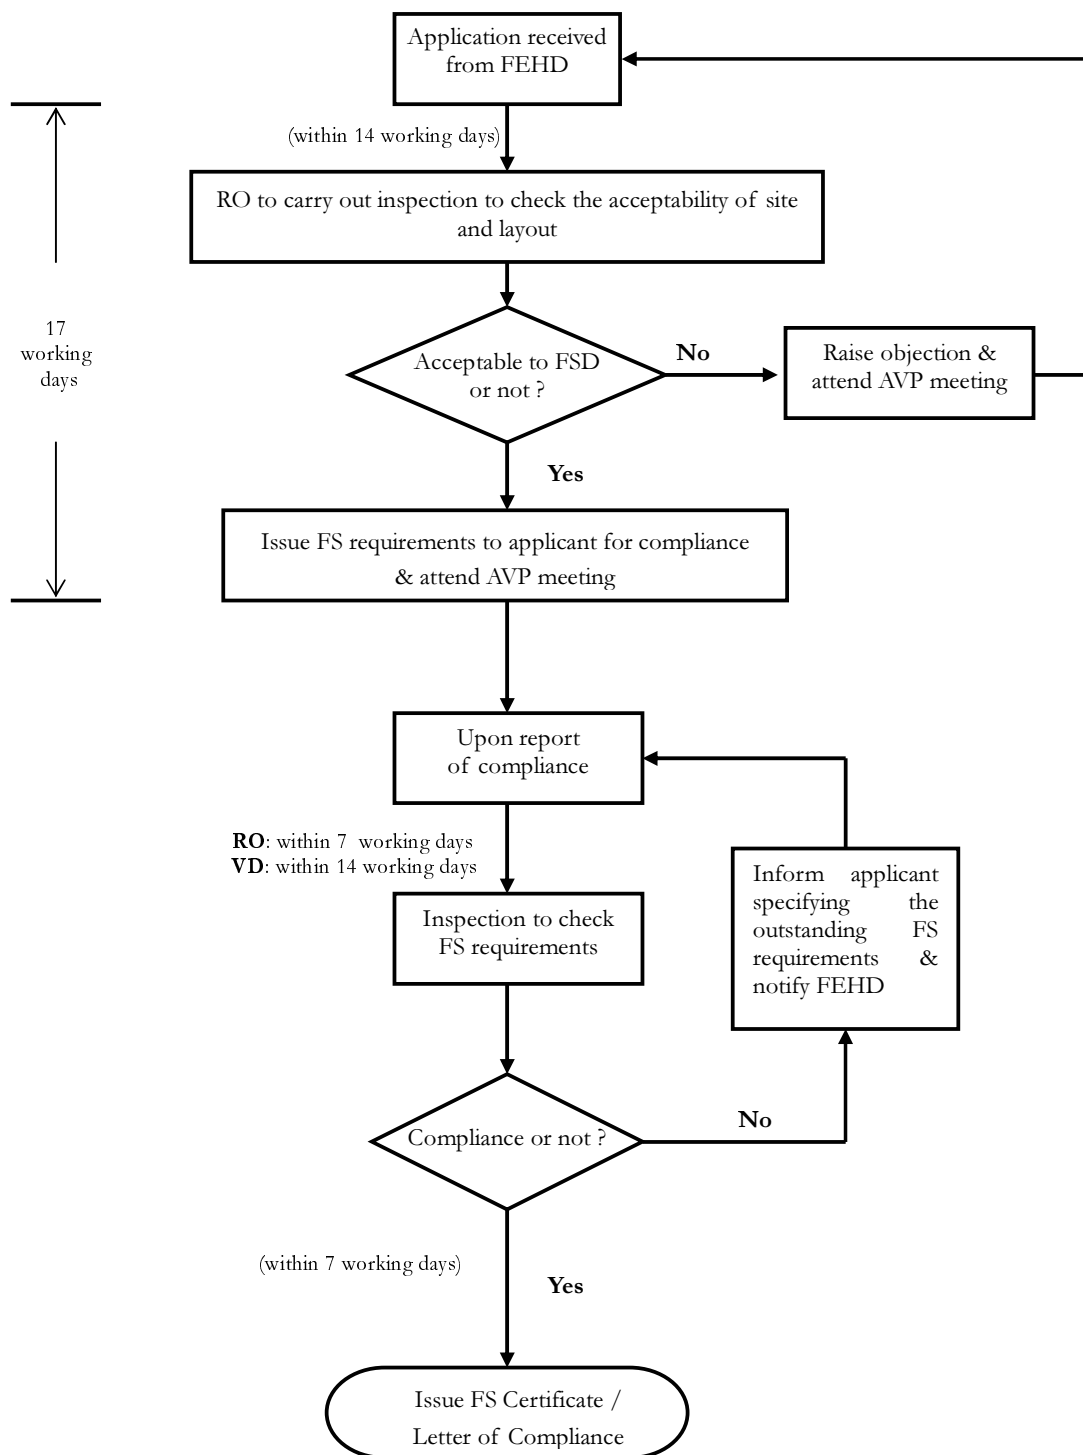 Application received
from FEHD
(within 14 working days)
RO to carry out inspection to check the acceptability of site
and layout
17
working
days
Acceptable to FSD
or not ?
No
Raise objection &
attend AVP meeting
Yes
Issue FS requirements to applicant for compliance
& attend AVP meeting
Upon report
of compliance
RO: within 7 working days
VD: within 14 working days
Inspection to check
FS requirements
Inform applicant
specifying the
outstanding FS
requirements &
notify FEHD
Compliance or not ?
No
(within 7 working days)
Yes
Issue FS Certificate /
Letter of Compliance